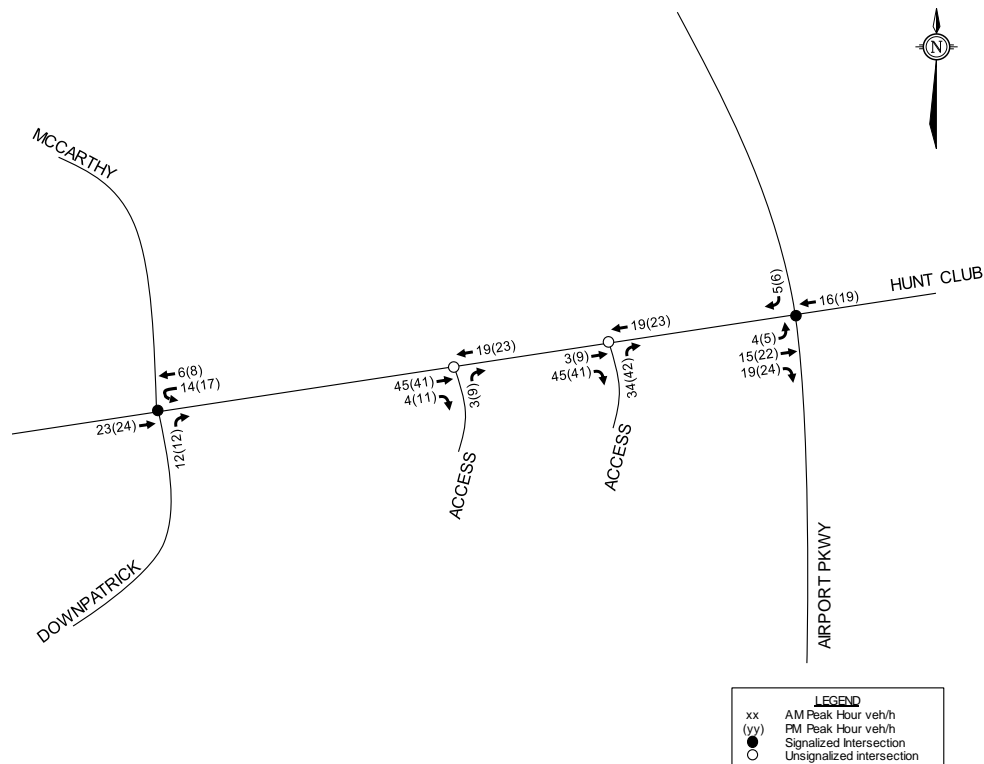 N
MCCARTHY
HUNT CLUB
5(6)
16(19)
19(23)
4(5)
3(9)
15(22)
45(41)
34(42)
19(24)
19(23)
45(41)
3(9)
4(11)
6(8)
14(17)
23(24)
12(12)
ACCESS
ACCESS
DOWNPATRICK
AIRPORT PKWY
LEGEND
xx AM Peak Hour veh/h
(yy) PM Peak Hour veh/h
Signalized Intersection
Unsignalized intersection